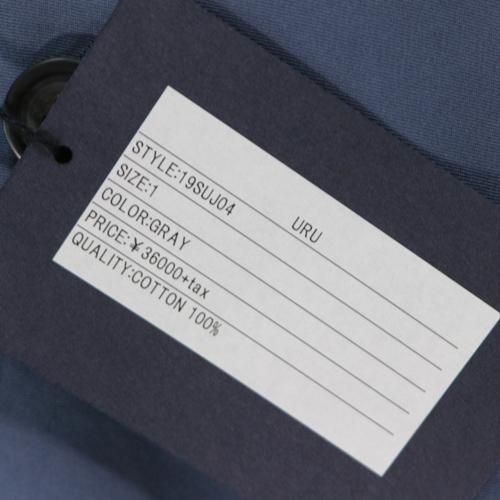 STYLE:19SUJ04 URU
SIZE:1
COLOR:GRAY
PRICE:¥36000+tax
QUALITY:COTTON 100%